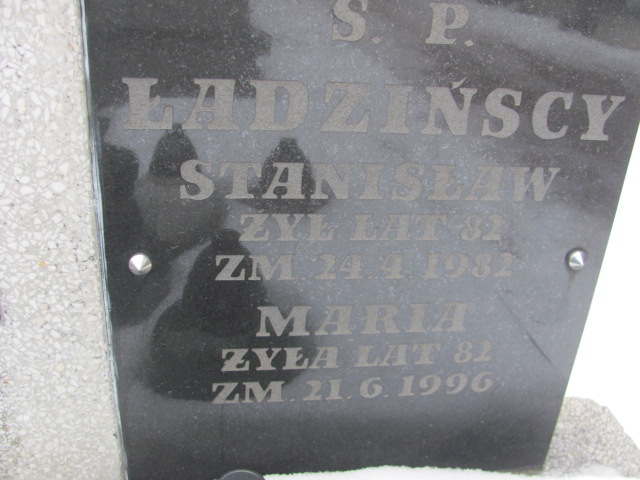 Ś. P.
ŁADZIŃSCY
STANISŁAW
ŻYŁ LAT 82
ZM. 24. 4. 1982
MARIA
ŻYŁA LAT 82
ZM. 21. 6. 1996